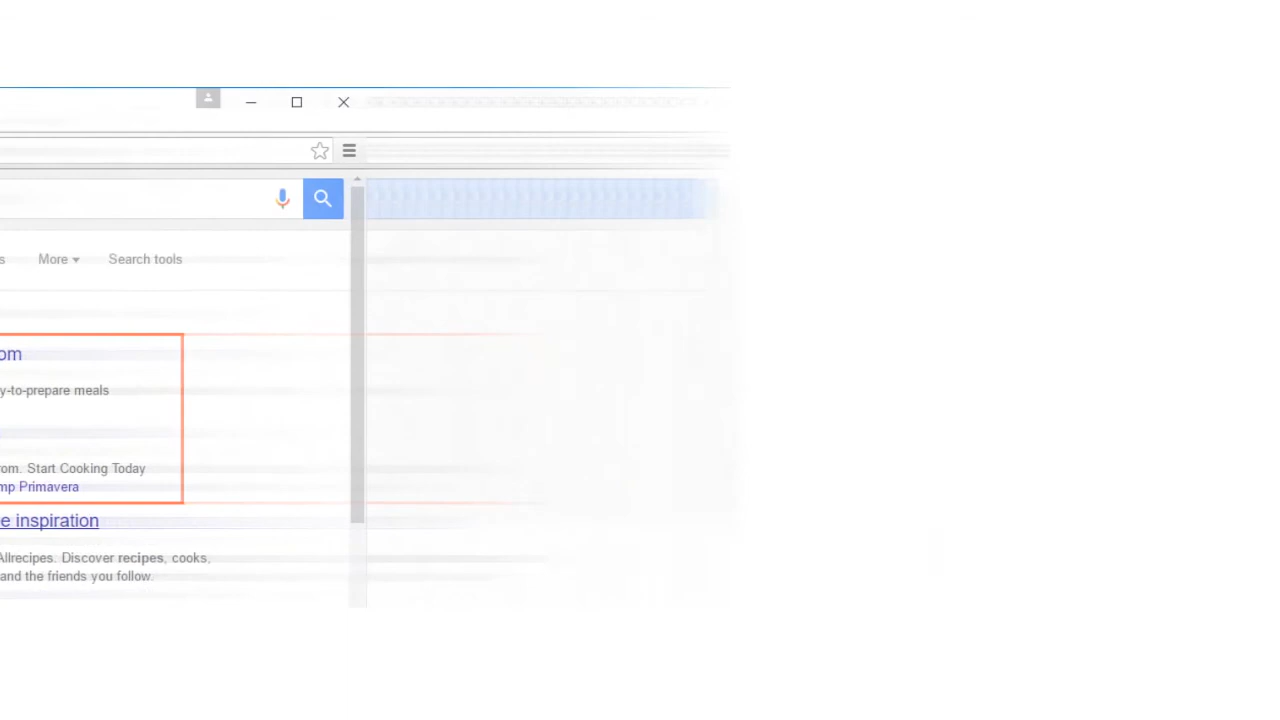 More
Search tools
om
y-to-prepare meals
rom. Start Cooking Today
mp Primavera
e inspiration
Allrecipes. Discover recipes, cooks,
and the friends you follow.